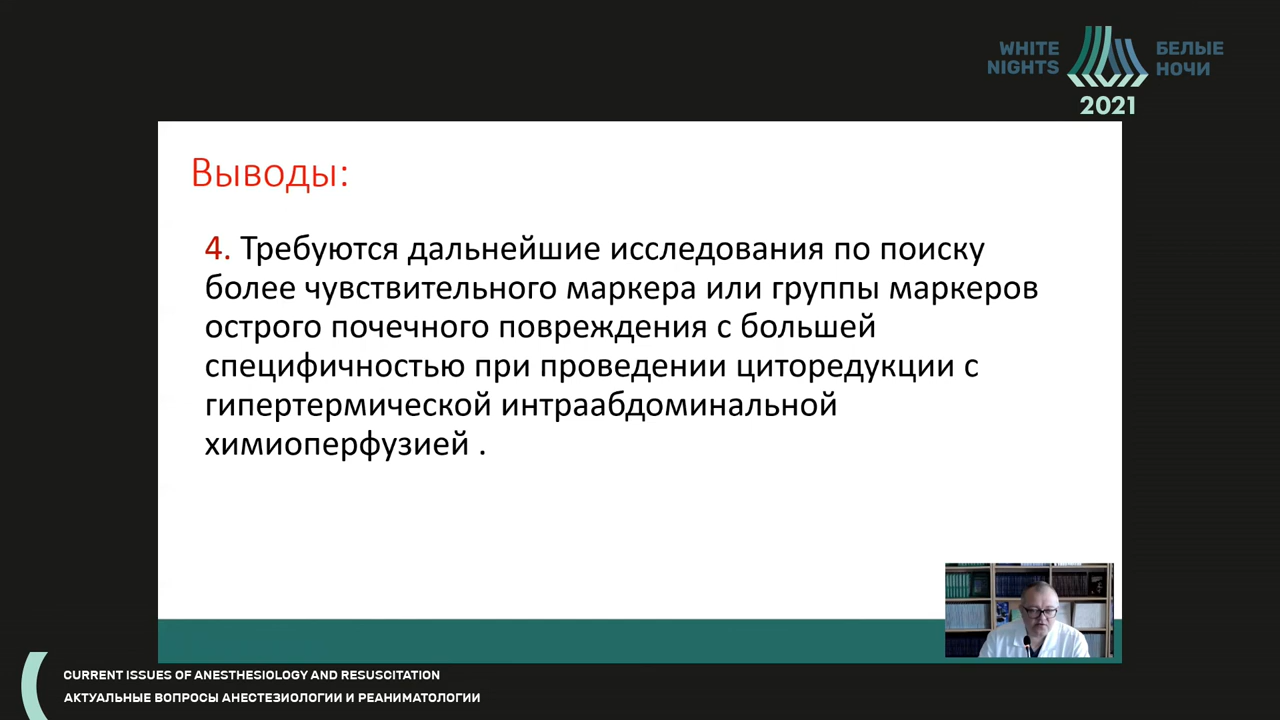 WHITE NIGHTS
БЕЛЫЕ НОЧИ
2021
Выводы:
4. Требуются дальнейшие исследования по поиску
более чувствительного маркера или группы маркеров
острого почечного повреждения с большей
специфичностью при проведении циторедукции с
гипертермической интраабдоминальной
химиоперфузией .
CURRENT ISSUES OF ANESTHESIOLOGY AND RESUSCITATION
АКТУАЛЬНЫЕ ВОПРОСЫ АНЕСТЕЗИОЛОГИИ И РЕАНИМАТОЛОГИИ